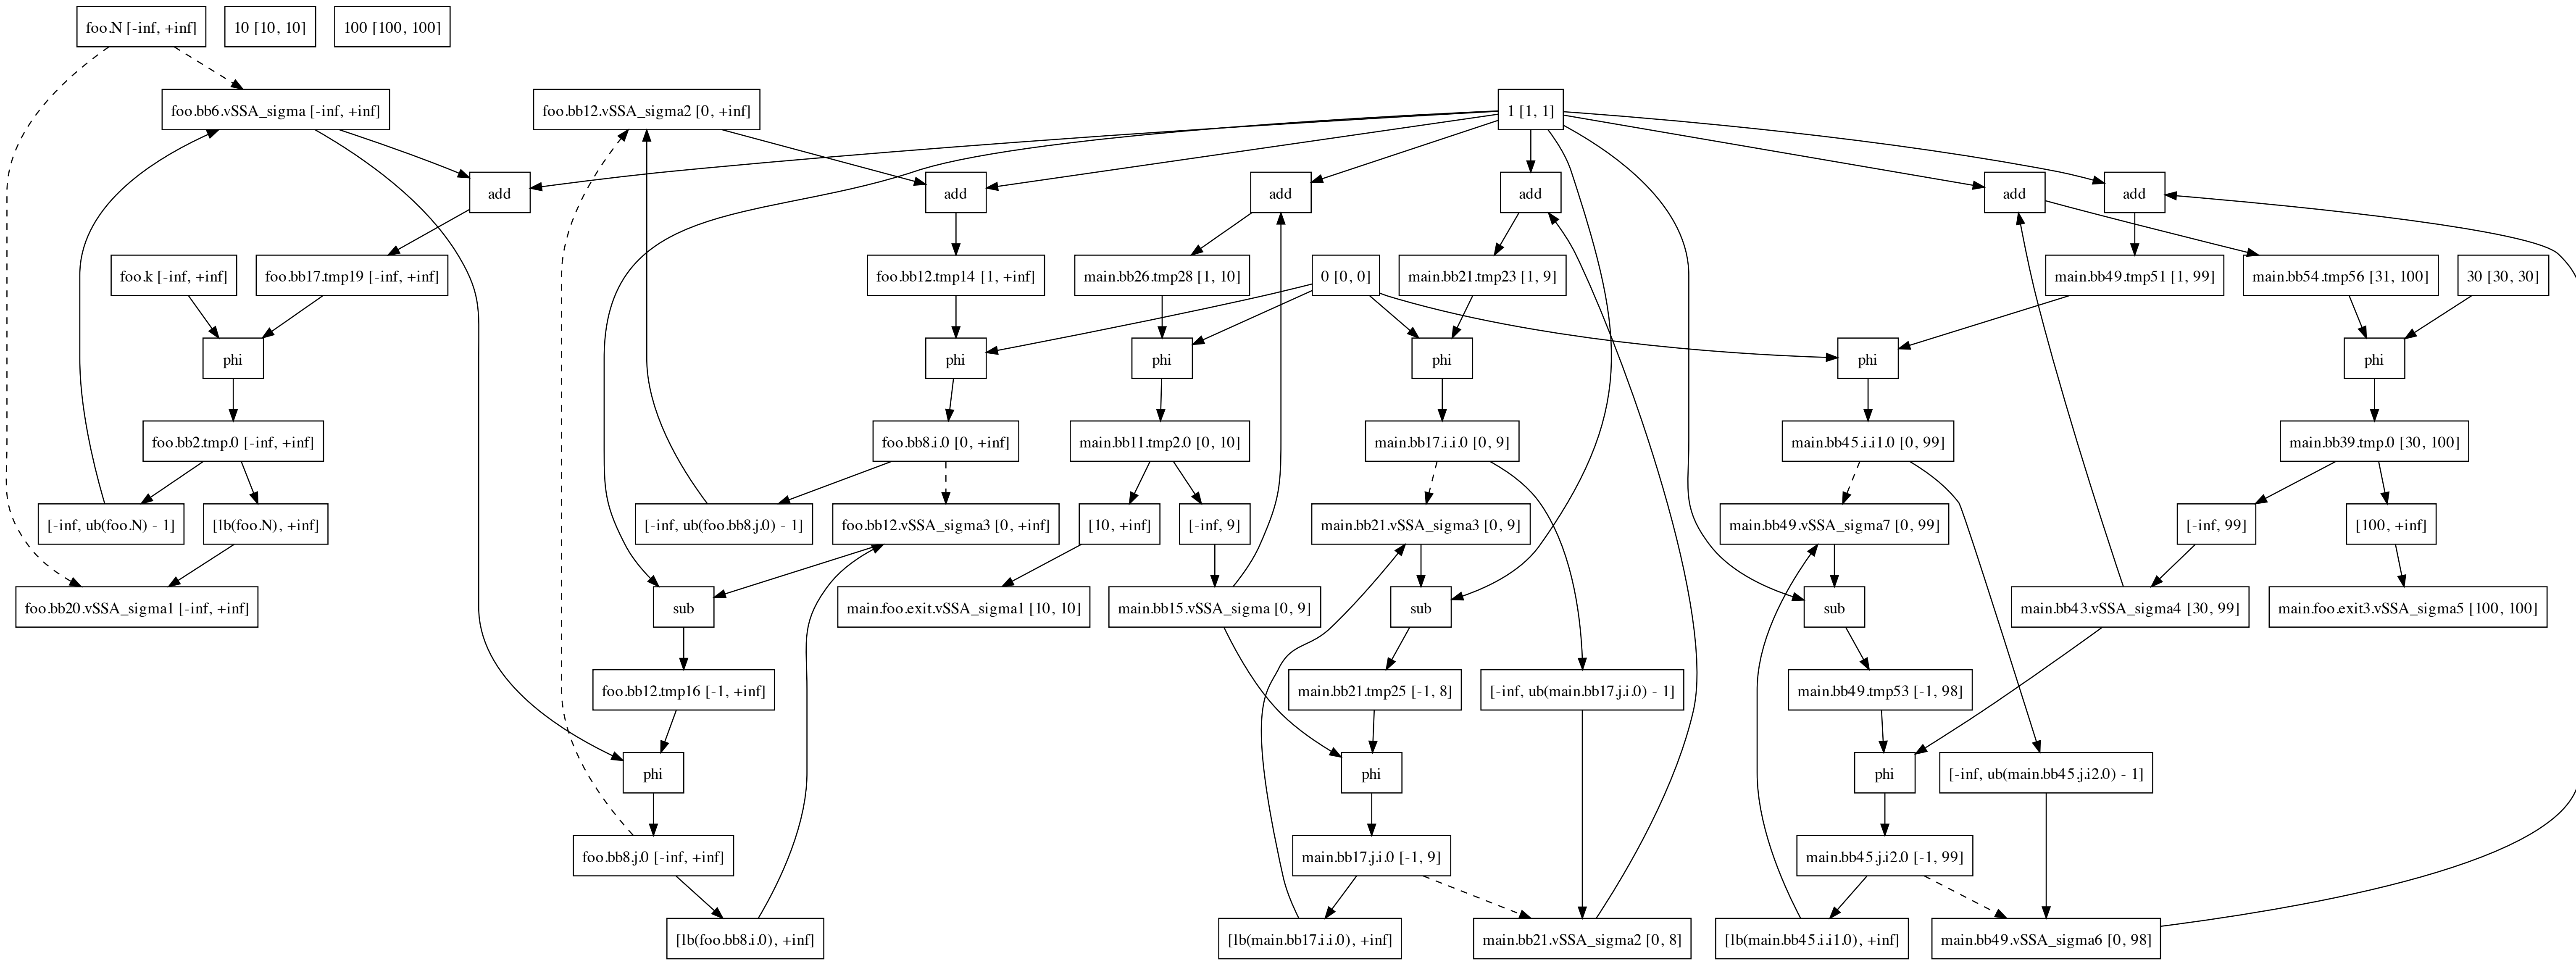 foo.N [-inf, +inf]
10 [10, 10]
100 [100, 100]
foo.bb6.vSSA_sigma [-inf, +inf]
foo.bb12.vSSA_sigma2 [0, +inf]
1 [1, 1]
add
add
add
add
add
add
foo.k [-inf, +inf]
foo.bb17.tmp19 [-inf, +inf]
foo.bb12.tmp14 [1, +inf]
main.bb26.tmp28 [1, 10]
0 [0, 0]
main.bb21.tmp23 [1, 9]
main.bb49.tmp51 [1, 99]
main.bb54.tmp56 [31, 100]
30 [30, 30]
phi
phi
phi
phi
phi
phi
foo.bb2.tmp.0 [-inf, +inf]
foo.bb8.i.0 [0, +inf]
main.bb11.tmp2.0 [0, 10]
main.bb17.i.i.0 [0, 9]
main.bb45.i.i1.0 [0, 99]
main.bb39.tmp.0 [30, 100]
[-inf, ub(foo.N) - 1]
[lb(foo.N), +inf]
[-inf, ub(foo.bb8.j.0) - 1]
foo.bb12.vSSA_sigma3 [0, +inf]
[10, +inf]
[-inf, 9]
main.bb21.vSSA_sigma3 [0, 9]
main.bb49.vSSA_sigma7 [0, 99]
[-inf, 99]
[100, +inf]
foo.bb20.vSSA_sigma1 [-inf, +inf]
sub
main.foo.exit.vSSA_sigma1 [10, 10]
main.bb15.vSSA_sigma [0, 9]
sub
sub
main.bb43.vSSA_sigma4 [30, 99]
main.foo.exit3.vSSA_sigma5 [100, 100]
foo.bb12.tmp16 [-1, +inf]
main.bb21.tmp25 [-1, 8]
[-inf, ub(main.bb17.j.i.0) - 1]
main.bb49.tmp53 [-1, 98]
phi
phi
phi
[-inf, ub(main.bb45.j.i2.0) - 1]
foo.bb8.j.0 [-inf, +inf]
main.bb17.j.i.0 [-1, 9]
main.bb45.j.i2.0 [-1, 99]
[lb(foo.bb8.i.0), +inf]
[lb(main.bb17.i.i.0), +inf]
main.bb21.vSSA_sigma2 [0, 8]
[lb(main.bb45.i.i1.0), +inf]
main.bb49.vSSA_sigma6 [0, 98]